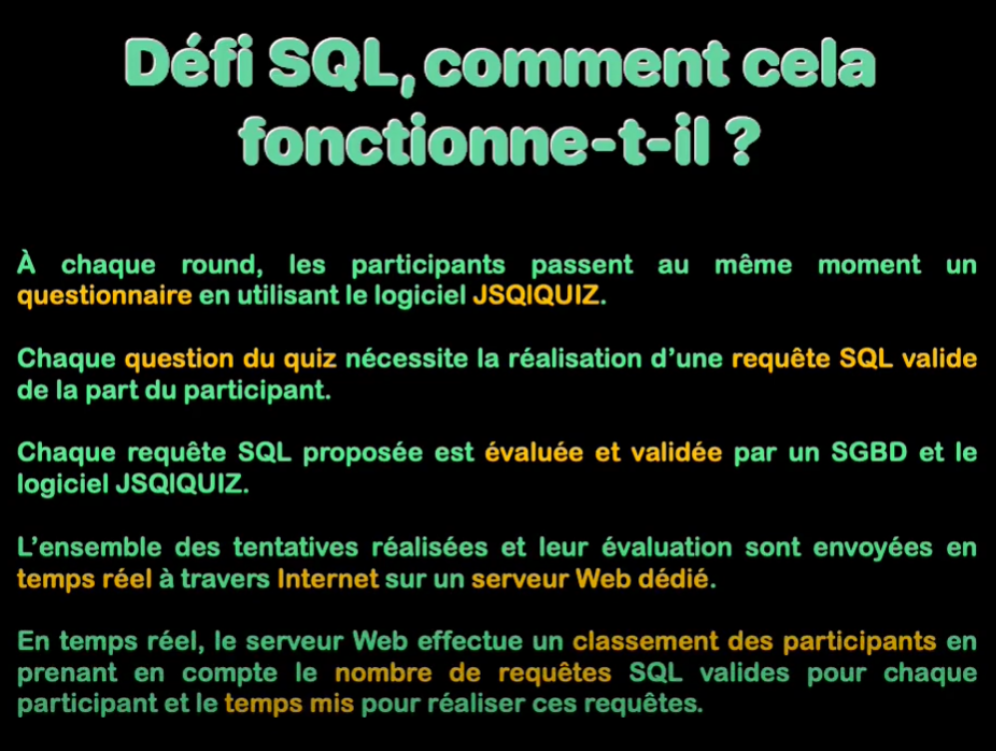 Défi SQL, comment cela
fonctionne-t-il ?
À chaque round, les participants passent au même moment un
questionnaire en utilisant le logiciel JSQlQUIZ.
Chaque question du quiz nécessite la réalisation d’une requête SQL valide
de la part du participant.
Chaque requête SQL proposée est évaluée et validée par un SGBD et le
logiciel JSQlQUIZ.
L’ensemble des tentatives réalisées et leur évaluation sont envoyées en
temps réel à travers Internet sur un serveur Web dédié.
En temps réel, le serveur Web effectue un classement des participants en
prenant en compte le nombre de requêtes SQL valides pour chaque
participant et le temps mis pour réaliser ces requêtes.